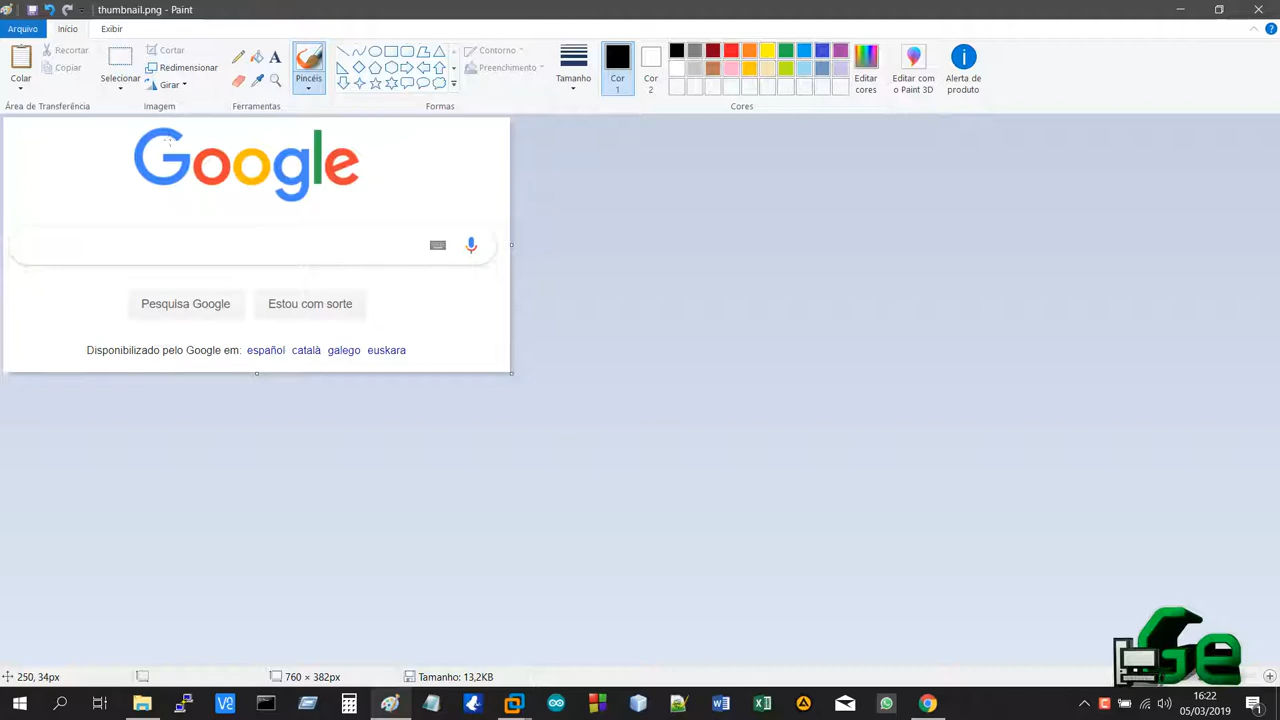 thumbnail.png - Paint
Arquivo Início Exibir
Colar
Recortar
Copiar
Área de Transferência
Selecionar
Cortar
Redimensionar
Girar
Imagem
A
Ferramentas
Pincéis
Contorno
Preenchimento
Formas
Tamanho
Cor 1
Cor 2
Editar cores
Cores
Editar com o Paint 3D
Alerta de produto
Google
Pesquisa Google Estou com sorte
Disponibilizado pelo Google em: español català galego euskara
Ge
250, 34px 760 × 382px Tamanho: 13,2KB
16:22
05/03/2019